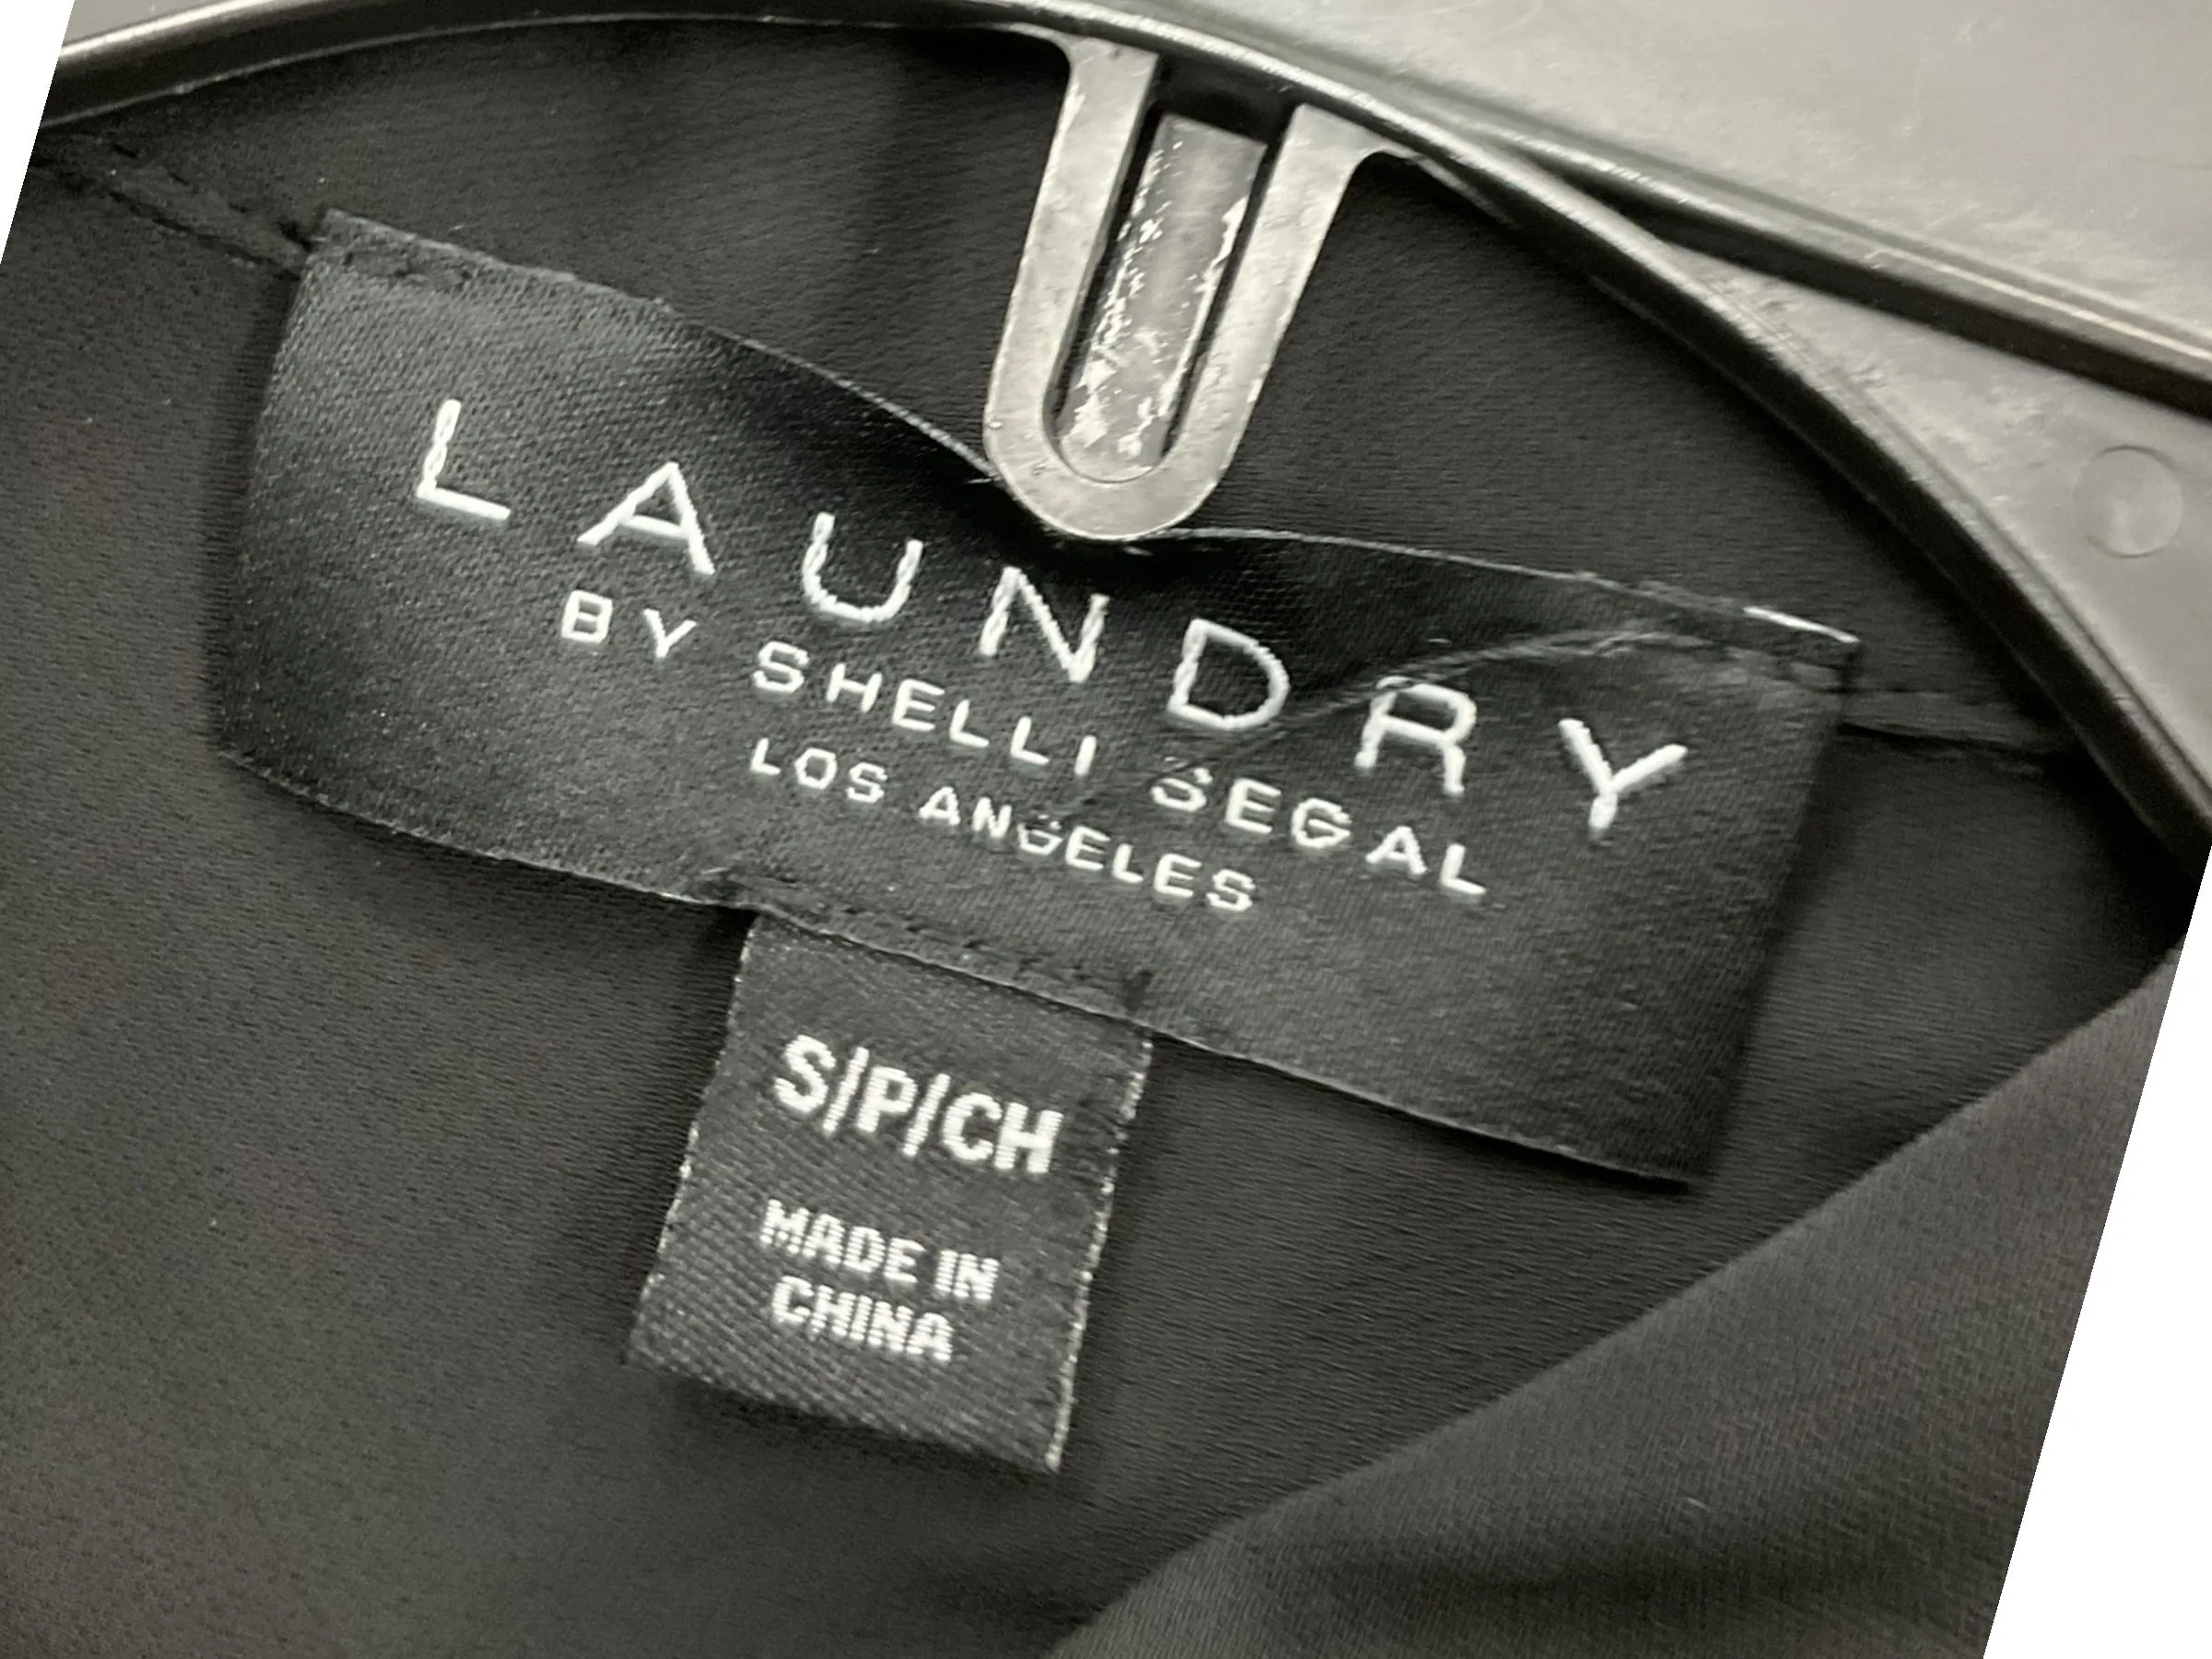 LAUNDRY
BY SHELLI SEGAL
LOS ANGELES
S/P/CH
MADE IN
CHINA